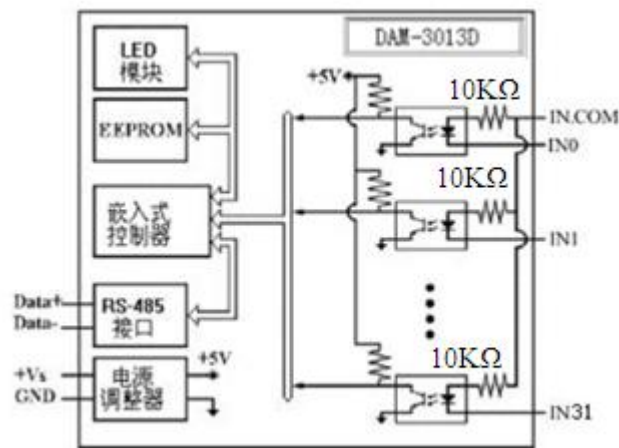 DAM-3013D
LED
模块
EEPROM
嵌入式
控制器
RS-485
接口
Data+
Data-
+Vs
GND
电源
调整器
+5V
+5V
10KΩ
IN.COM
IN0
10KΩ
IN1
10KΩ
IN31